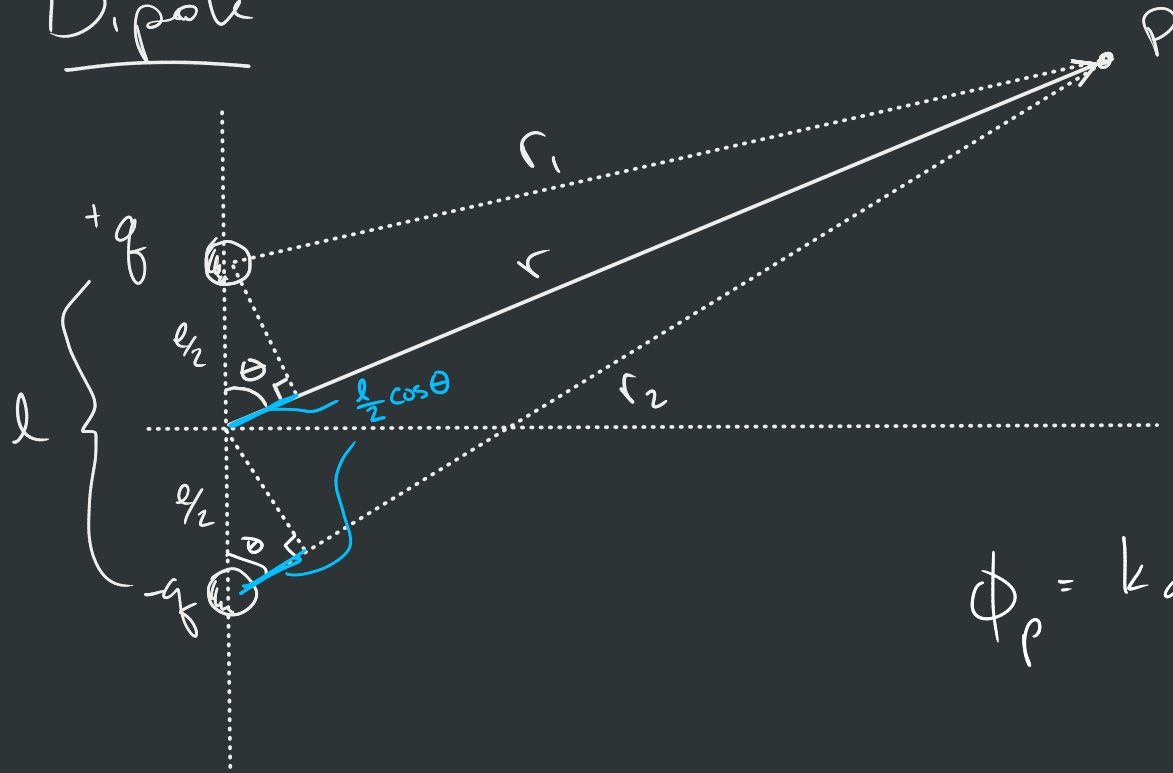 Dipole
P
r₁
+q
r
l/2
θ
l/2 cosθ
r₂
l
l/2
θ
-q
ϕₚ = k